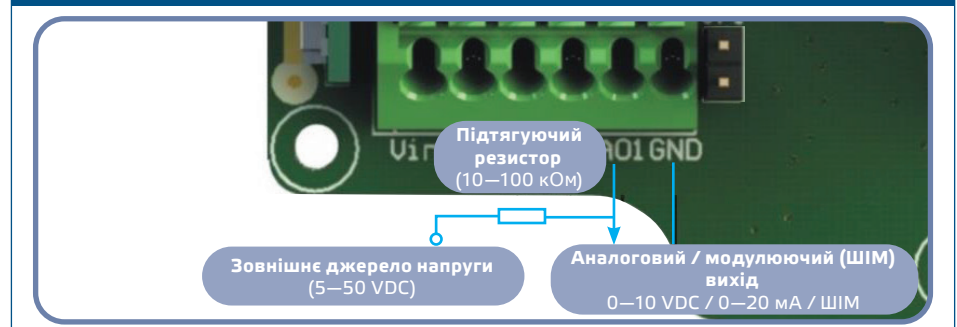 Підтягуючий
резистор
(10—100 кОм)
Vin
AO1 GND
Зовнішнє джерело напруги
(5—50 VDC)
Аналоговий / модулюючий (ШІМ)
вихід
0—10 VDC / 0—20 мА / ШІМ